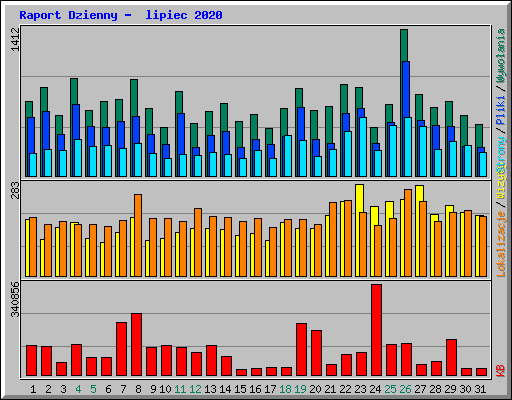 Raport Dzienny -  lipiec 2020
1412
Wywolania / Pliki / Strony
283
Lokalizacje / Wizyty
340856
KB
1 2 3 4 5 6 7 8 9 10 11 12 13 14 15 16 17 18 19 20 21 22 23 24 25 26 27 28 29 30 31